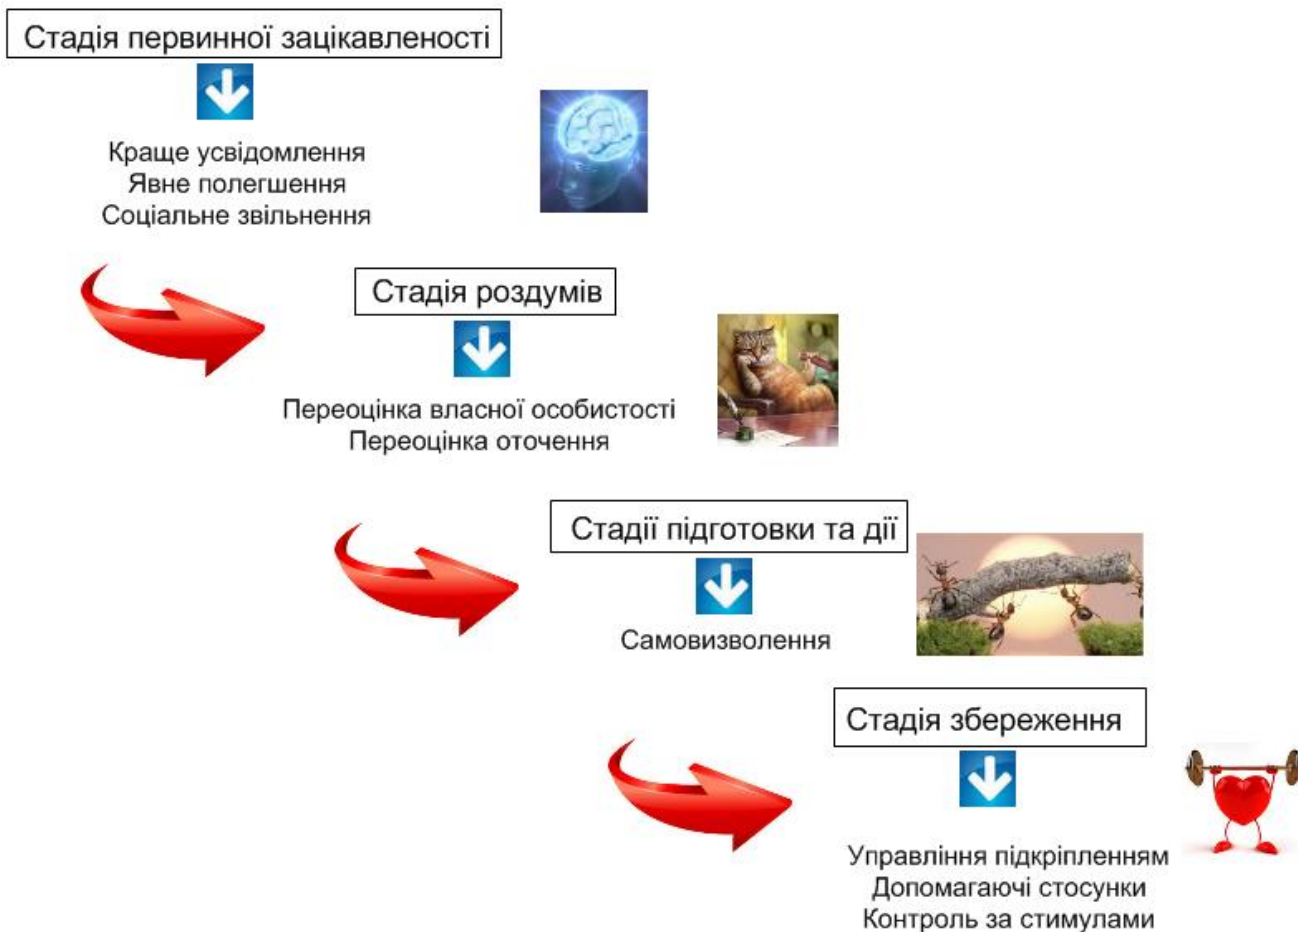 Стадія первинної зацікавленості
Краще усвідомлення
Явне полегшення
Соціальне звільнення
Стадія роздумів
Переоцінка власної особистості
Переоцінка оточення
Стадії підготовки та дії
Самовизволення
Стадія збереження
Управління підкріпленням
Допомагаючі стосунки
Контроль за стимулами